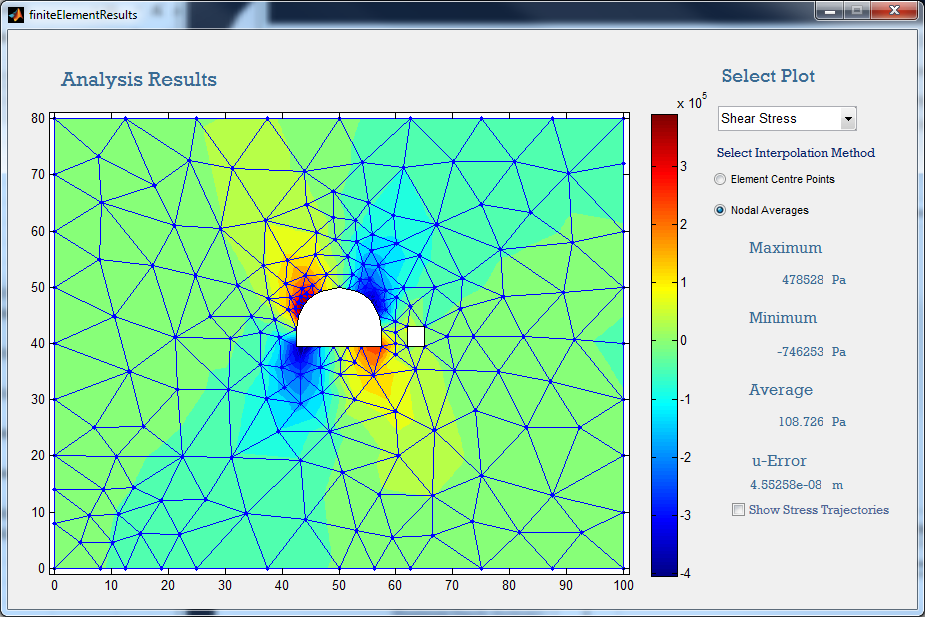 finiteElementResults
Analysis Results
Select Plot
x 10^5
Shear Stress
Select Interpolation Method
Element Centre Points
Nodal Averages
Maximum
478528 Pa
Minimum
-746253 Pa
Average
108.726 Pa
u-Error
4.55258e-08 m
Show Stress Trajectories
80
70
60
50
40
30
20
10
0
0 10 20 30 40 50 60 70 80 90 100
3
2
1
0
-1
-2
-3
-4